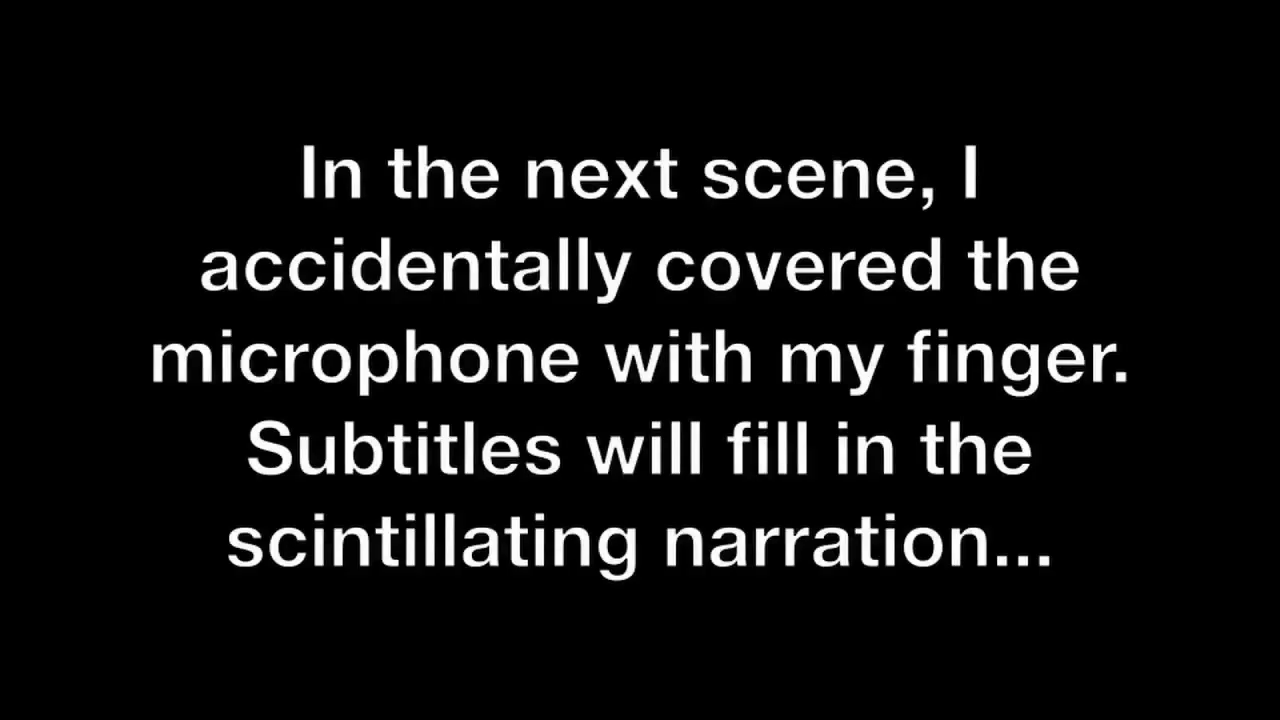 In the next scene, I
accidentally covered the
microphone with my finger.
Subtitles will fill in the
scintillating narration...